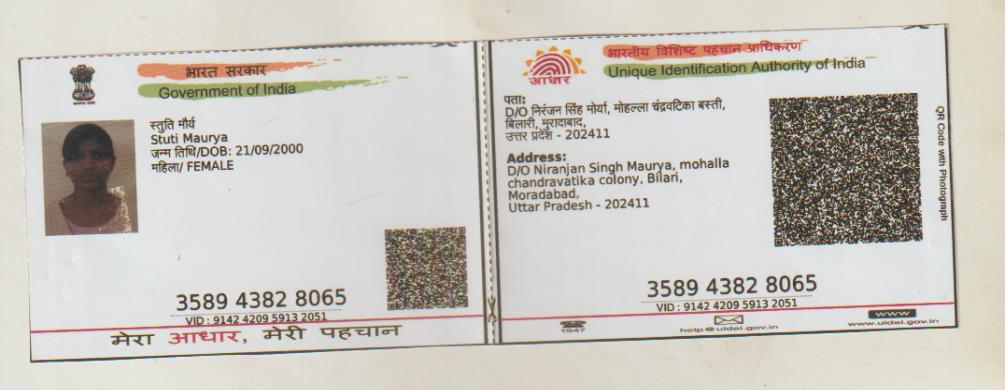 भारत सरकार
Government of India
स्तुति मौर्य
Stuti Maurya
जन्म तिथि/DOB: 21/09/2000
महिला/ FEMALE
3589 4382 8065
VID : 9142 4209 5913 2051
मेरा आधार, मेरी पहचान
आधार
भारतीय विशिष्ट पहचान प्राधिकरण
Unique Identification Authority of India
पता:
D/O निरंजन सिंह मोर्या, मोहल्ला चंद्रवटिका बस्ती,
बिलारी, मुरादाबाद,
उत्तर प्रदेश - 202411
Address:
D/O Niranjan Singh Maurya, mohalla
chandravatika colony, Bilari,
Moradabad,
Uttar Pradesh - 202411
QR Code with Photograph
3589 4382 8065
VID : 9142 4209 5913 2051
1947
help@uidai.gov.in
www
www.uidai.gov.in